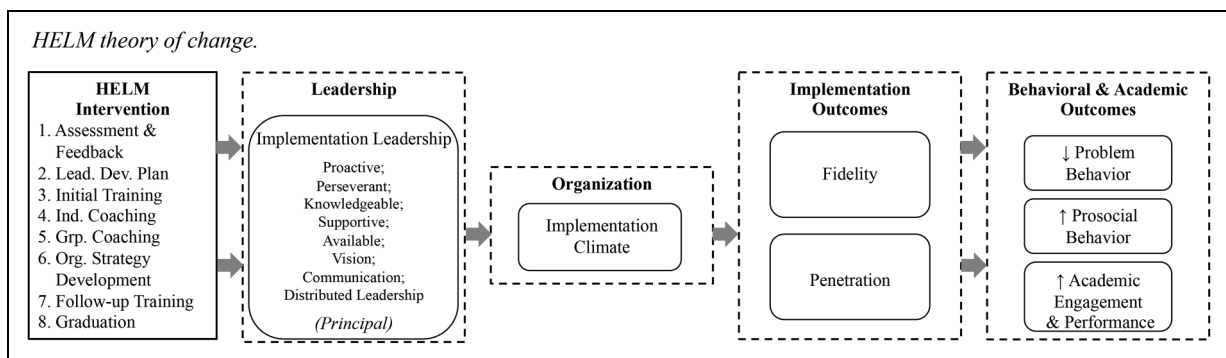 HELM theory of change.
HELM
Intervention
1. Assessment &
Feedback
2. Lead. Dev. Plan
3. Initial Training
4. Ind. Coaching
5. Grp. Coaching
6. Org. Strategy
Development
7. Follow-up Training
8. Graduation
Leadership
Implementation Leadership
Proactive;
Perseverant;
Knowledgeable;
Supportive;
Available;
Vision;
Communication;
Distributed Leadership
(Principal)
Organization
Implementation
Climate
Implementation
Outcomes
Fidelity
Penetration
Behavioral & Academic
Outcomes
↓ Problem
Behavior
↑ Prosocial
Behavior
↑ Academic
Engagement
& Performance